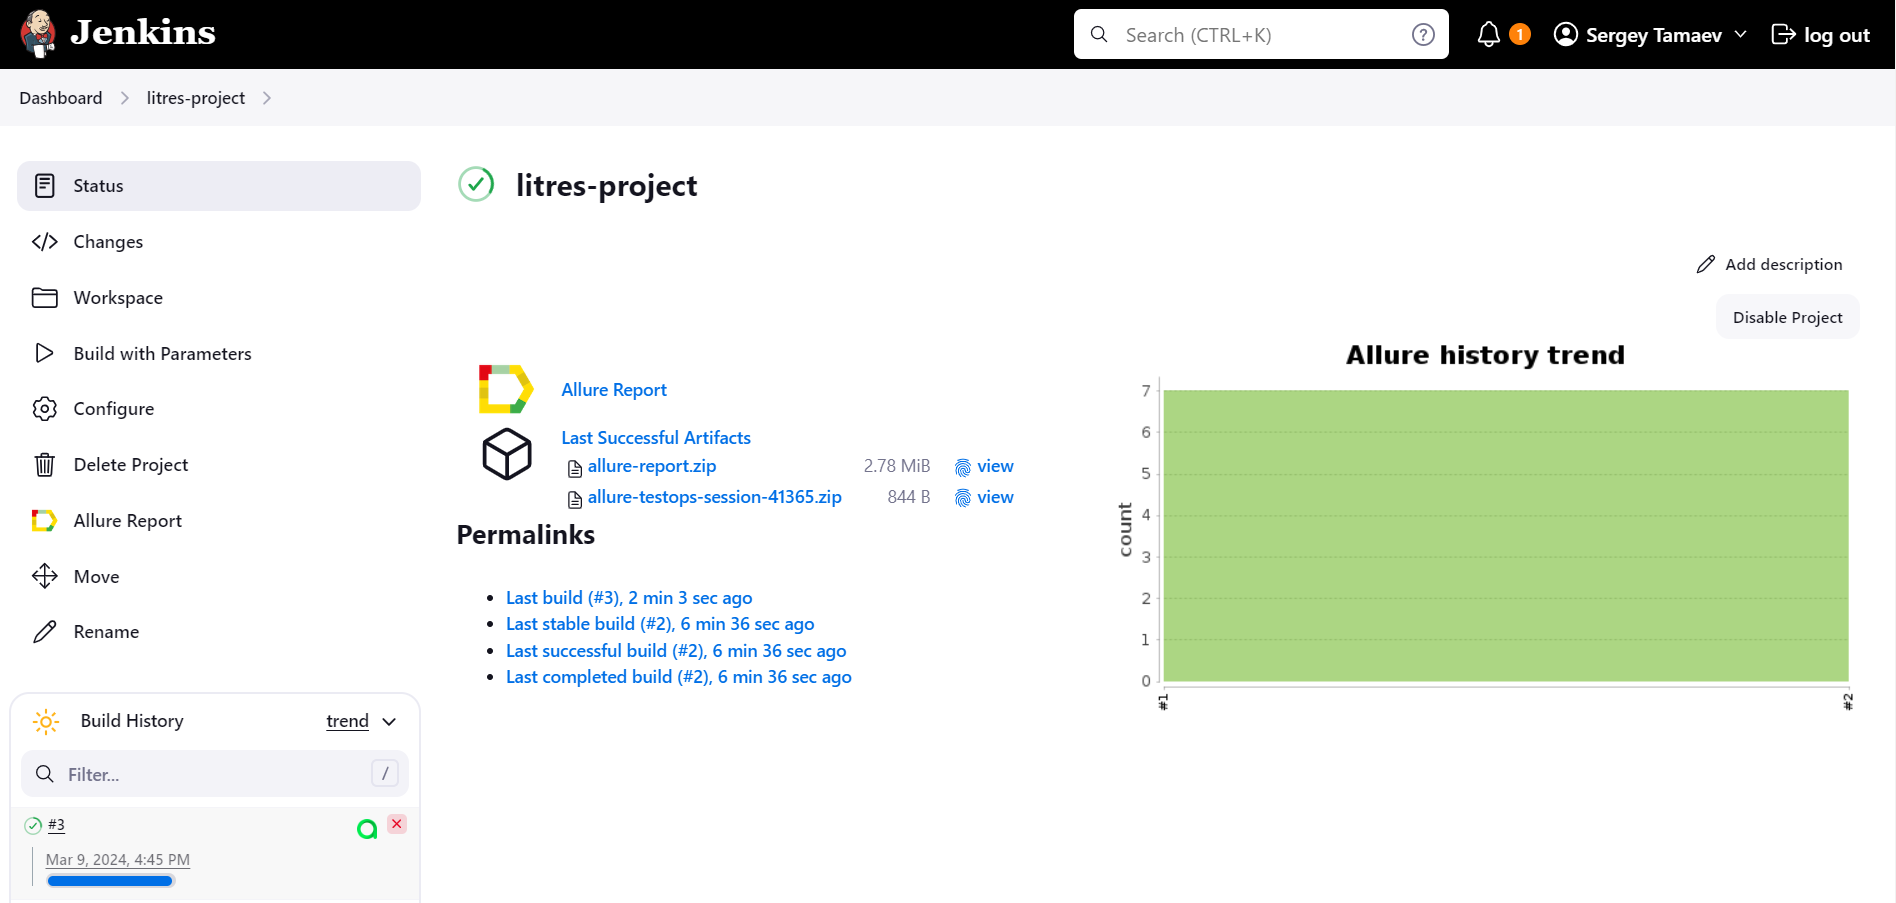 Jenkins
Search (CTRL+K)
?
1
Sergey Tamaev
log out
Dashboard
litres-project
Status
Changes
Workspace
Build with Parameters
Configure
Delete Project
Allure Report
Move
Rename
Build History
trend
Filter...
/
#3
Mar 9, 2024, 4:45 PM
litres-project
Add description
Disable Project
Allure Report
Last Successful Artifacts
allure-report.zip 2.78 MiB view
allure-testops-session-41365.zip 844 B view
Permalinks
Last build (#3), 2 min 3 sec ago
Last stable build (#2), 6 min 36 sec ago
Last successful build (#2), 6 min 36 sec ago
Last completed build (#2), 6 min 36 sec ago
Allure history trend
count
7
6
5
4
3
2
1
0
#1
#2